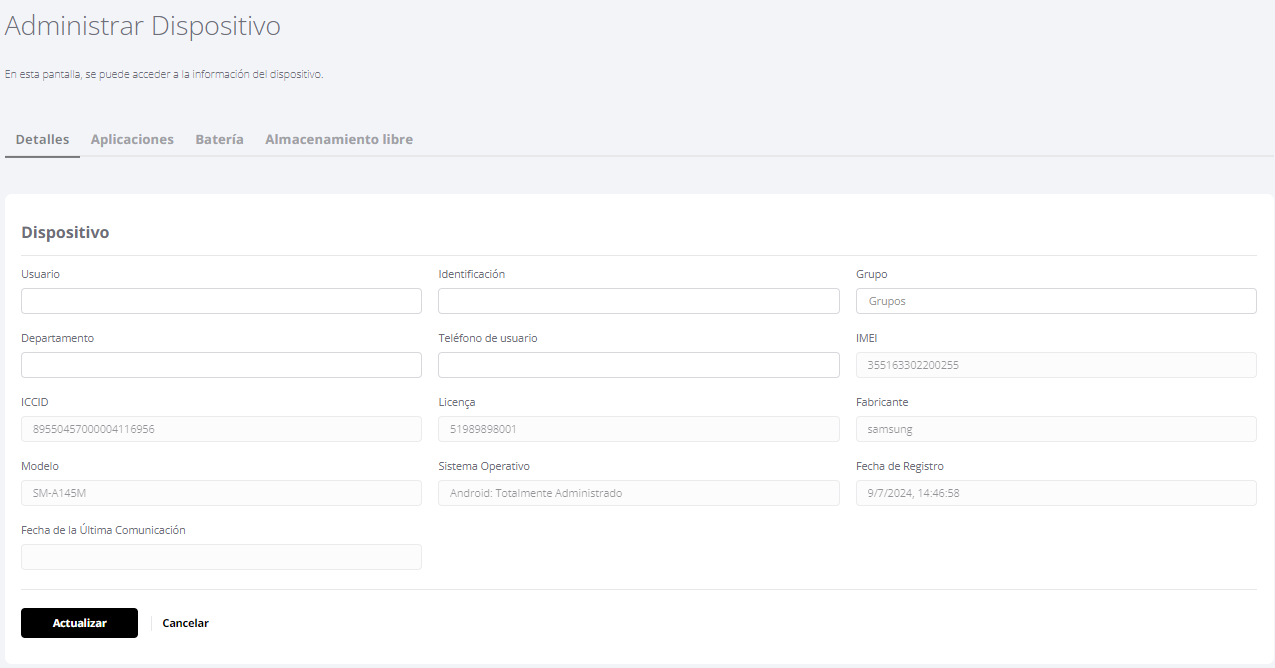 Administrar Dispositivo
En esta pantalla, se puede acceder a la información del dispositivo.
Detalles Aplicaciones Batería Almacenamiento libre
Dispositivo
Usuario Identificación Grupo
Grupos
Departamento Teléfono de usuario IMEI
355163302200255
ICCID Licença Fabricante
89550457000004116956 51989898001 samsung
Modelo Sistema Operativo Fecha de Registro
SM-A145M Android: Totalmente Administrado 9/7/2024, 14:46:58
Fecha de la Última Comunicación
Actualizar Cancelar